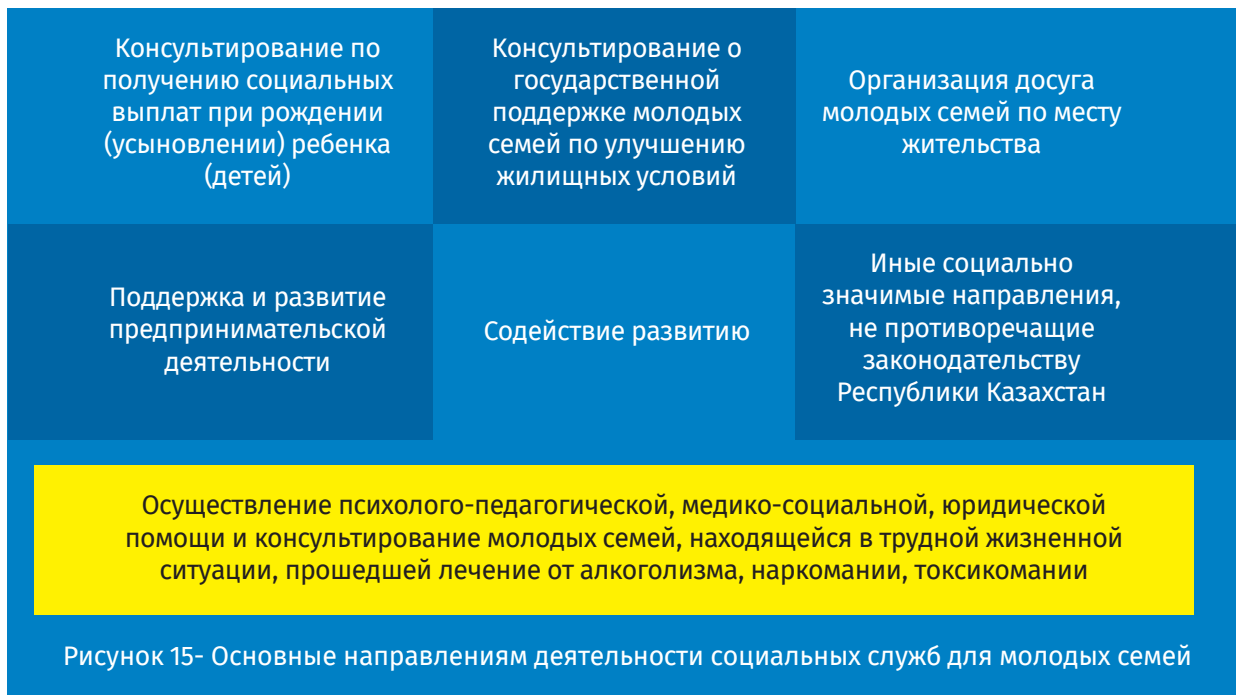 Консультирование по
получению социальных
выплат при рождении
(усыновлении) ребенка
(детей)
Консультирование о
государственной
поддержке молодых
семей по улучшению
жилищных условий
Организация досуга
молодых семей по месту
жительства
Поддержка и развитие
предпринимательской
деятельности
Содействие развитию
Иные социально
значимые направления,
не противоречащие
законодательству
Республики Казахстан
Осуществление психолого-педагогической, медико-социальной, юридической
помощи и консультирование молодых семей, находящейся в трудной жизненной
ситуации, прошедшей лечение от алкоголизма, наркомании, токсикомании
Рисунок 15- Основные направлениям деятельности социальных служб для молодых семей